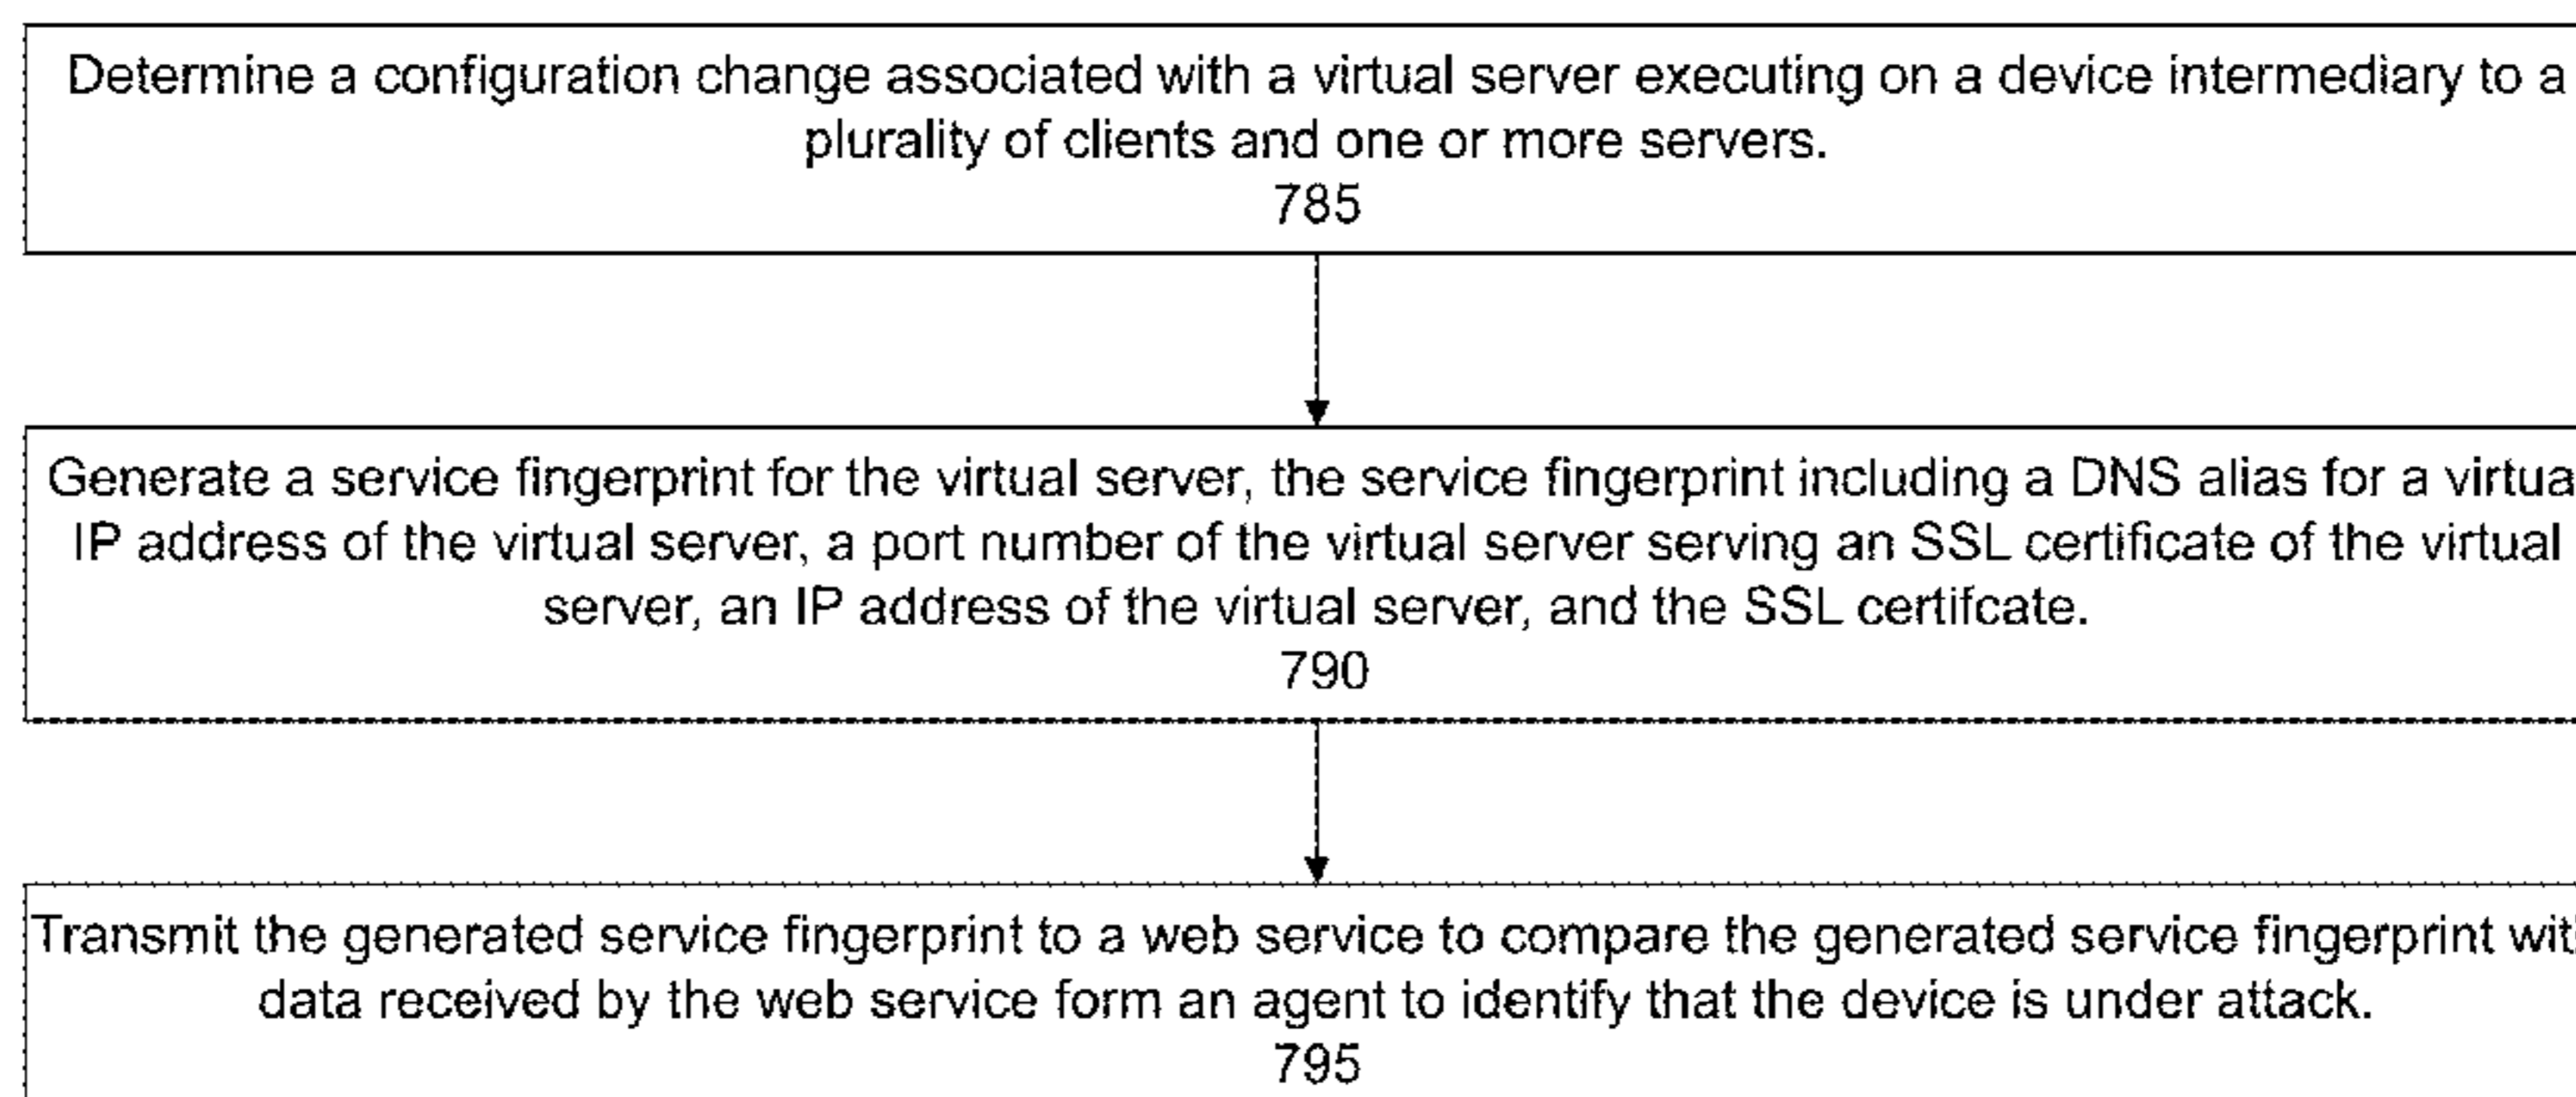 Determine a configuration change associated with a virtual server executing on a device intermediary to a
plurality of clients and one or more servers.
785
Generate a service fingerprint for the virtual server, the service fingerprint including a DNS alias for a virtua
IP address of the virtual server, a port number of the virtual server serving an SSL certificate of the virtual
server, an IP address of the virtual server, and the SSL certifcate.
790
Transmit the generated service fingerprint to a web service to compare the generated service fingerprint wit
data received by the web service form an agent to identify that the device is under attack.
795